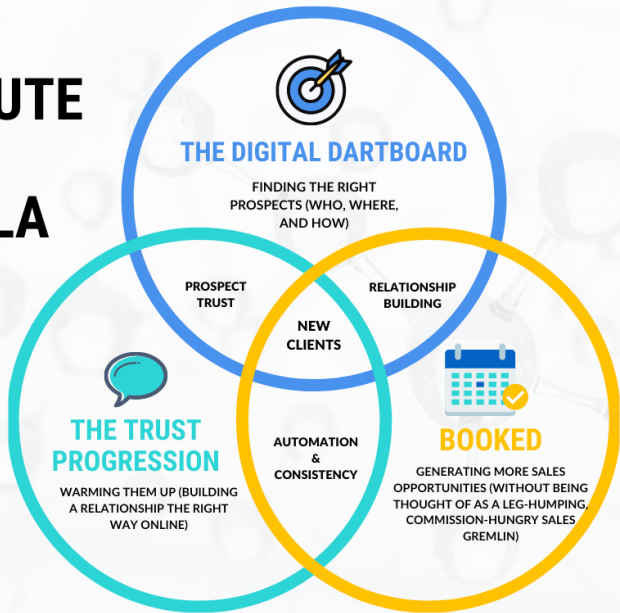 UTE
LA
THE DIGITAL DARTBOARD
FINDING THE RIGHT
PROSPECTS (WHO, WHERE,
AND HOW)
PROSPECT
TRUST
RELATIONSHIP
BUILDING
NEW
CLIENTS
THE TRUST
PROGRESSION
WARMING THEM UP (BUILDING
A RELATIONSHIP THE RIGHT
WAY ONLINE)
AUTOMATION
&
CONSISTENCY
BOOKED
GENERATING MORE SALES
OPPORTUNITIES (WITHOUT BEING
THOUGHT OF AS A LEG-HUMPING,
COMMISSION-HUNGRY SALES
GREMLIN)